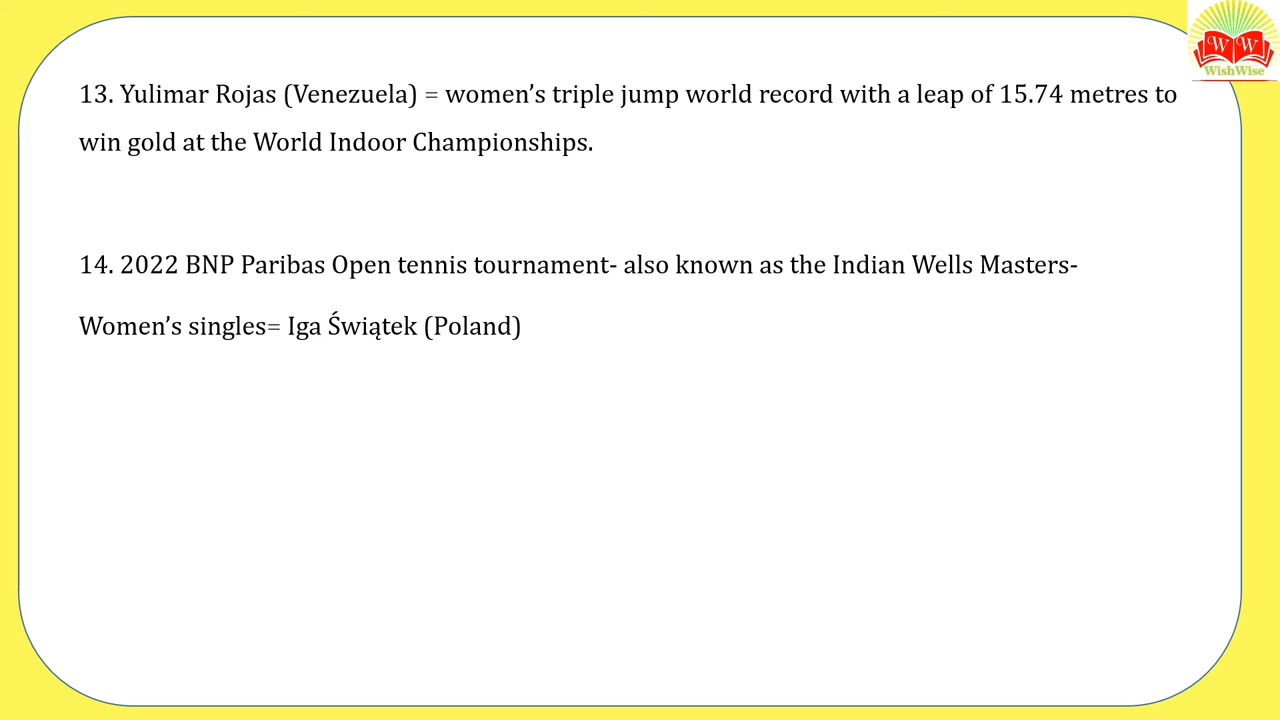 W W
WishWise
13. Yulimar Rojas (Venezuela) = women’s triple jump world record with a leap of 15.74 metres to
win gold at the World Indoor Championships.
14. 2022 BNP Paribas Open tennis tournament- also known as the Indian Wells Masters-
Women’s singles= Iga Świątek (Poland)